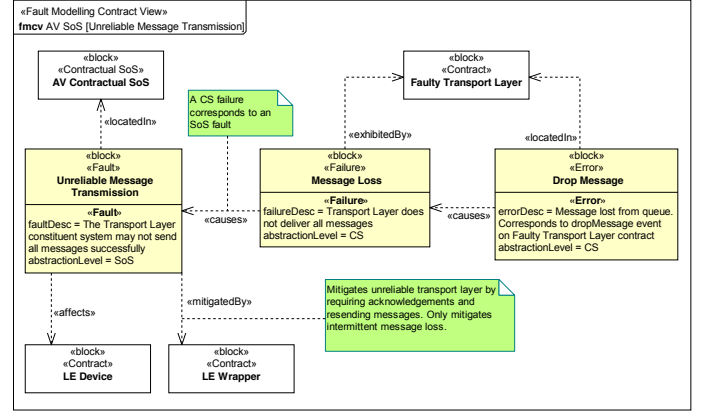 «Fault Modelling Contract View»
fmcv AV SoS [Unreliable Message Transmission]
«block»
«Contractual SoS»
AV Contractual SoS
«block»
«Contract»
Faulty Transport Layer
A CS failure
corresponds to an
SoS fault
«locatedIn»
«exhibitedBy»
«locatedIn»
«block»
«Fault»
Unreliable Message
Transmission
«Fault»
faultDesc = The Transport Layer
constituent system may not send
all messages successfully
abstractionLevel = SoS
«causes»
«block»
«Failure»
Message Loss
«Failure»
failureDesc = Transport Layer does
not deliver all messages
abstractionLevel = CS
«causes»
«block»
«Error»
Drop Message
«Error»
errorDesc = Message lost from queue.
Corresponds to dropMessage event
on Faulty Transport Layer contract
abstractionLevel = CS
«affects»
«mitigatedBy»
Mitigates unreliable transport layer by
requiring acknowledgements and
resending messages. Only mitigates
intermittent message loss.
«block»
«Contract»
LE Device
«block»
«Contract»
LE Wrapper